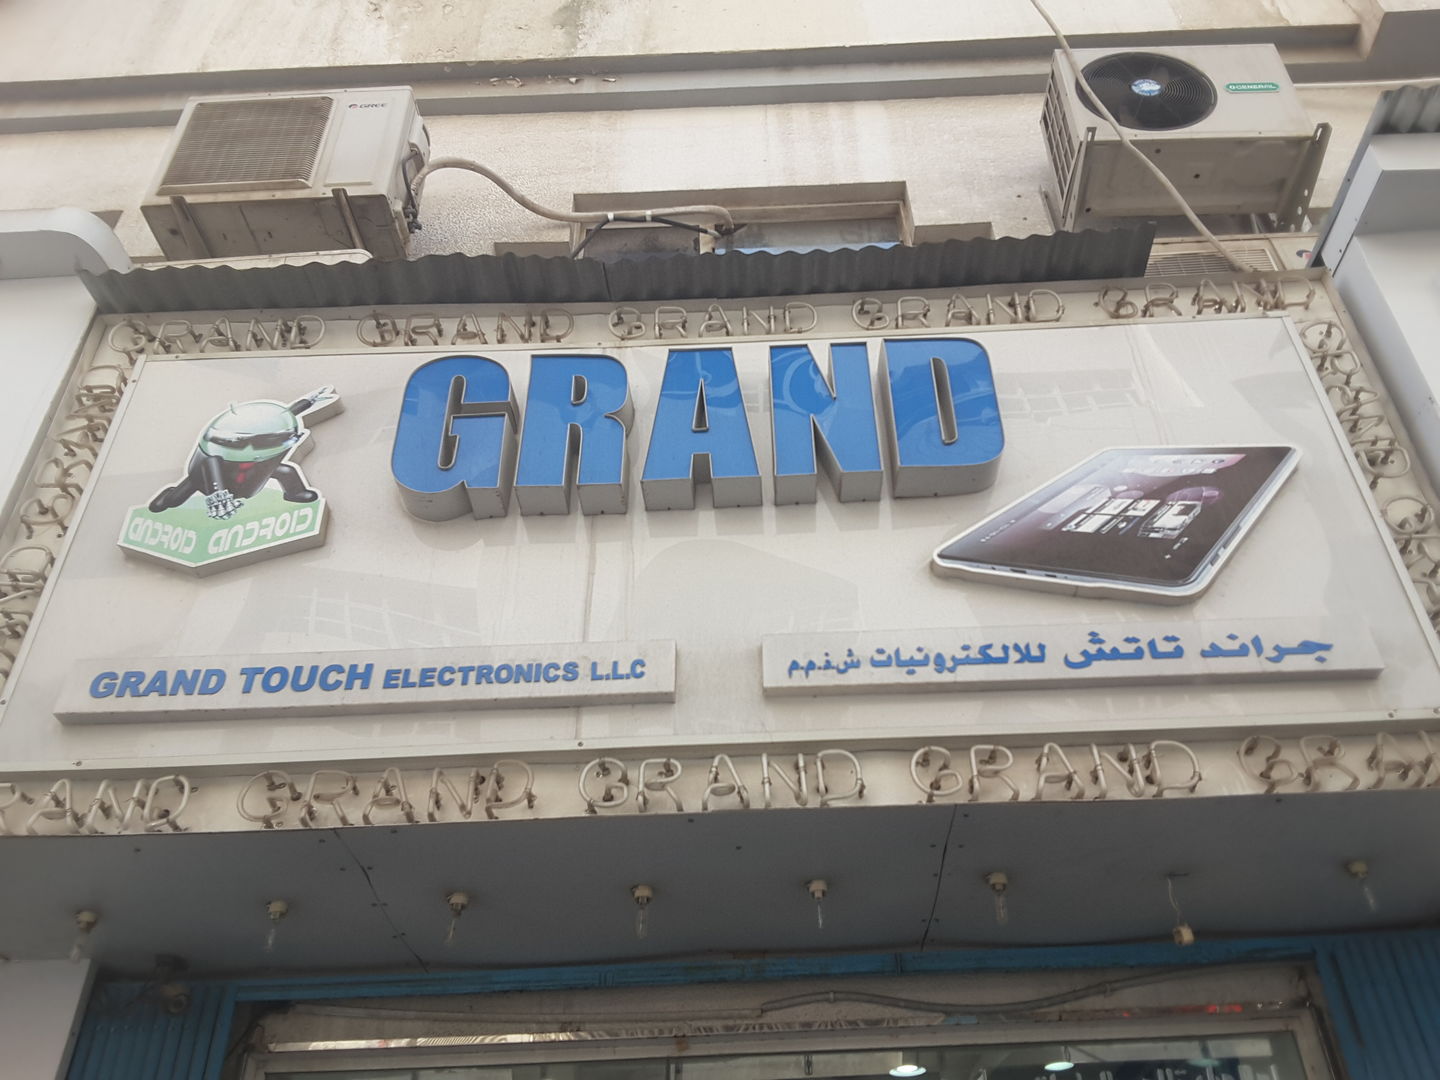 GREE
O GENERAL
GRAND GRAND GRAND GRAND GRAND
GRAND
ANDROID ANDROID
GRAND TOUCH ELECTRONICS L.L.C
جراند تاتش للالكترونيات ش.ذ.م.م
GRAND GRAND GRAND GRAND GRA